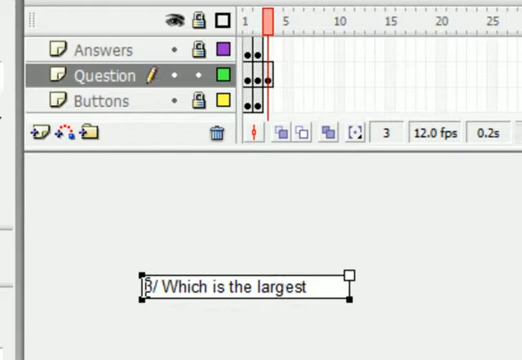 1 5 10 15 20 25
Answers
Question
Buttons
3 12.0 fps 0.2s
3/ Which is the largest